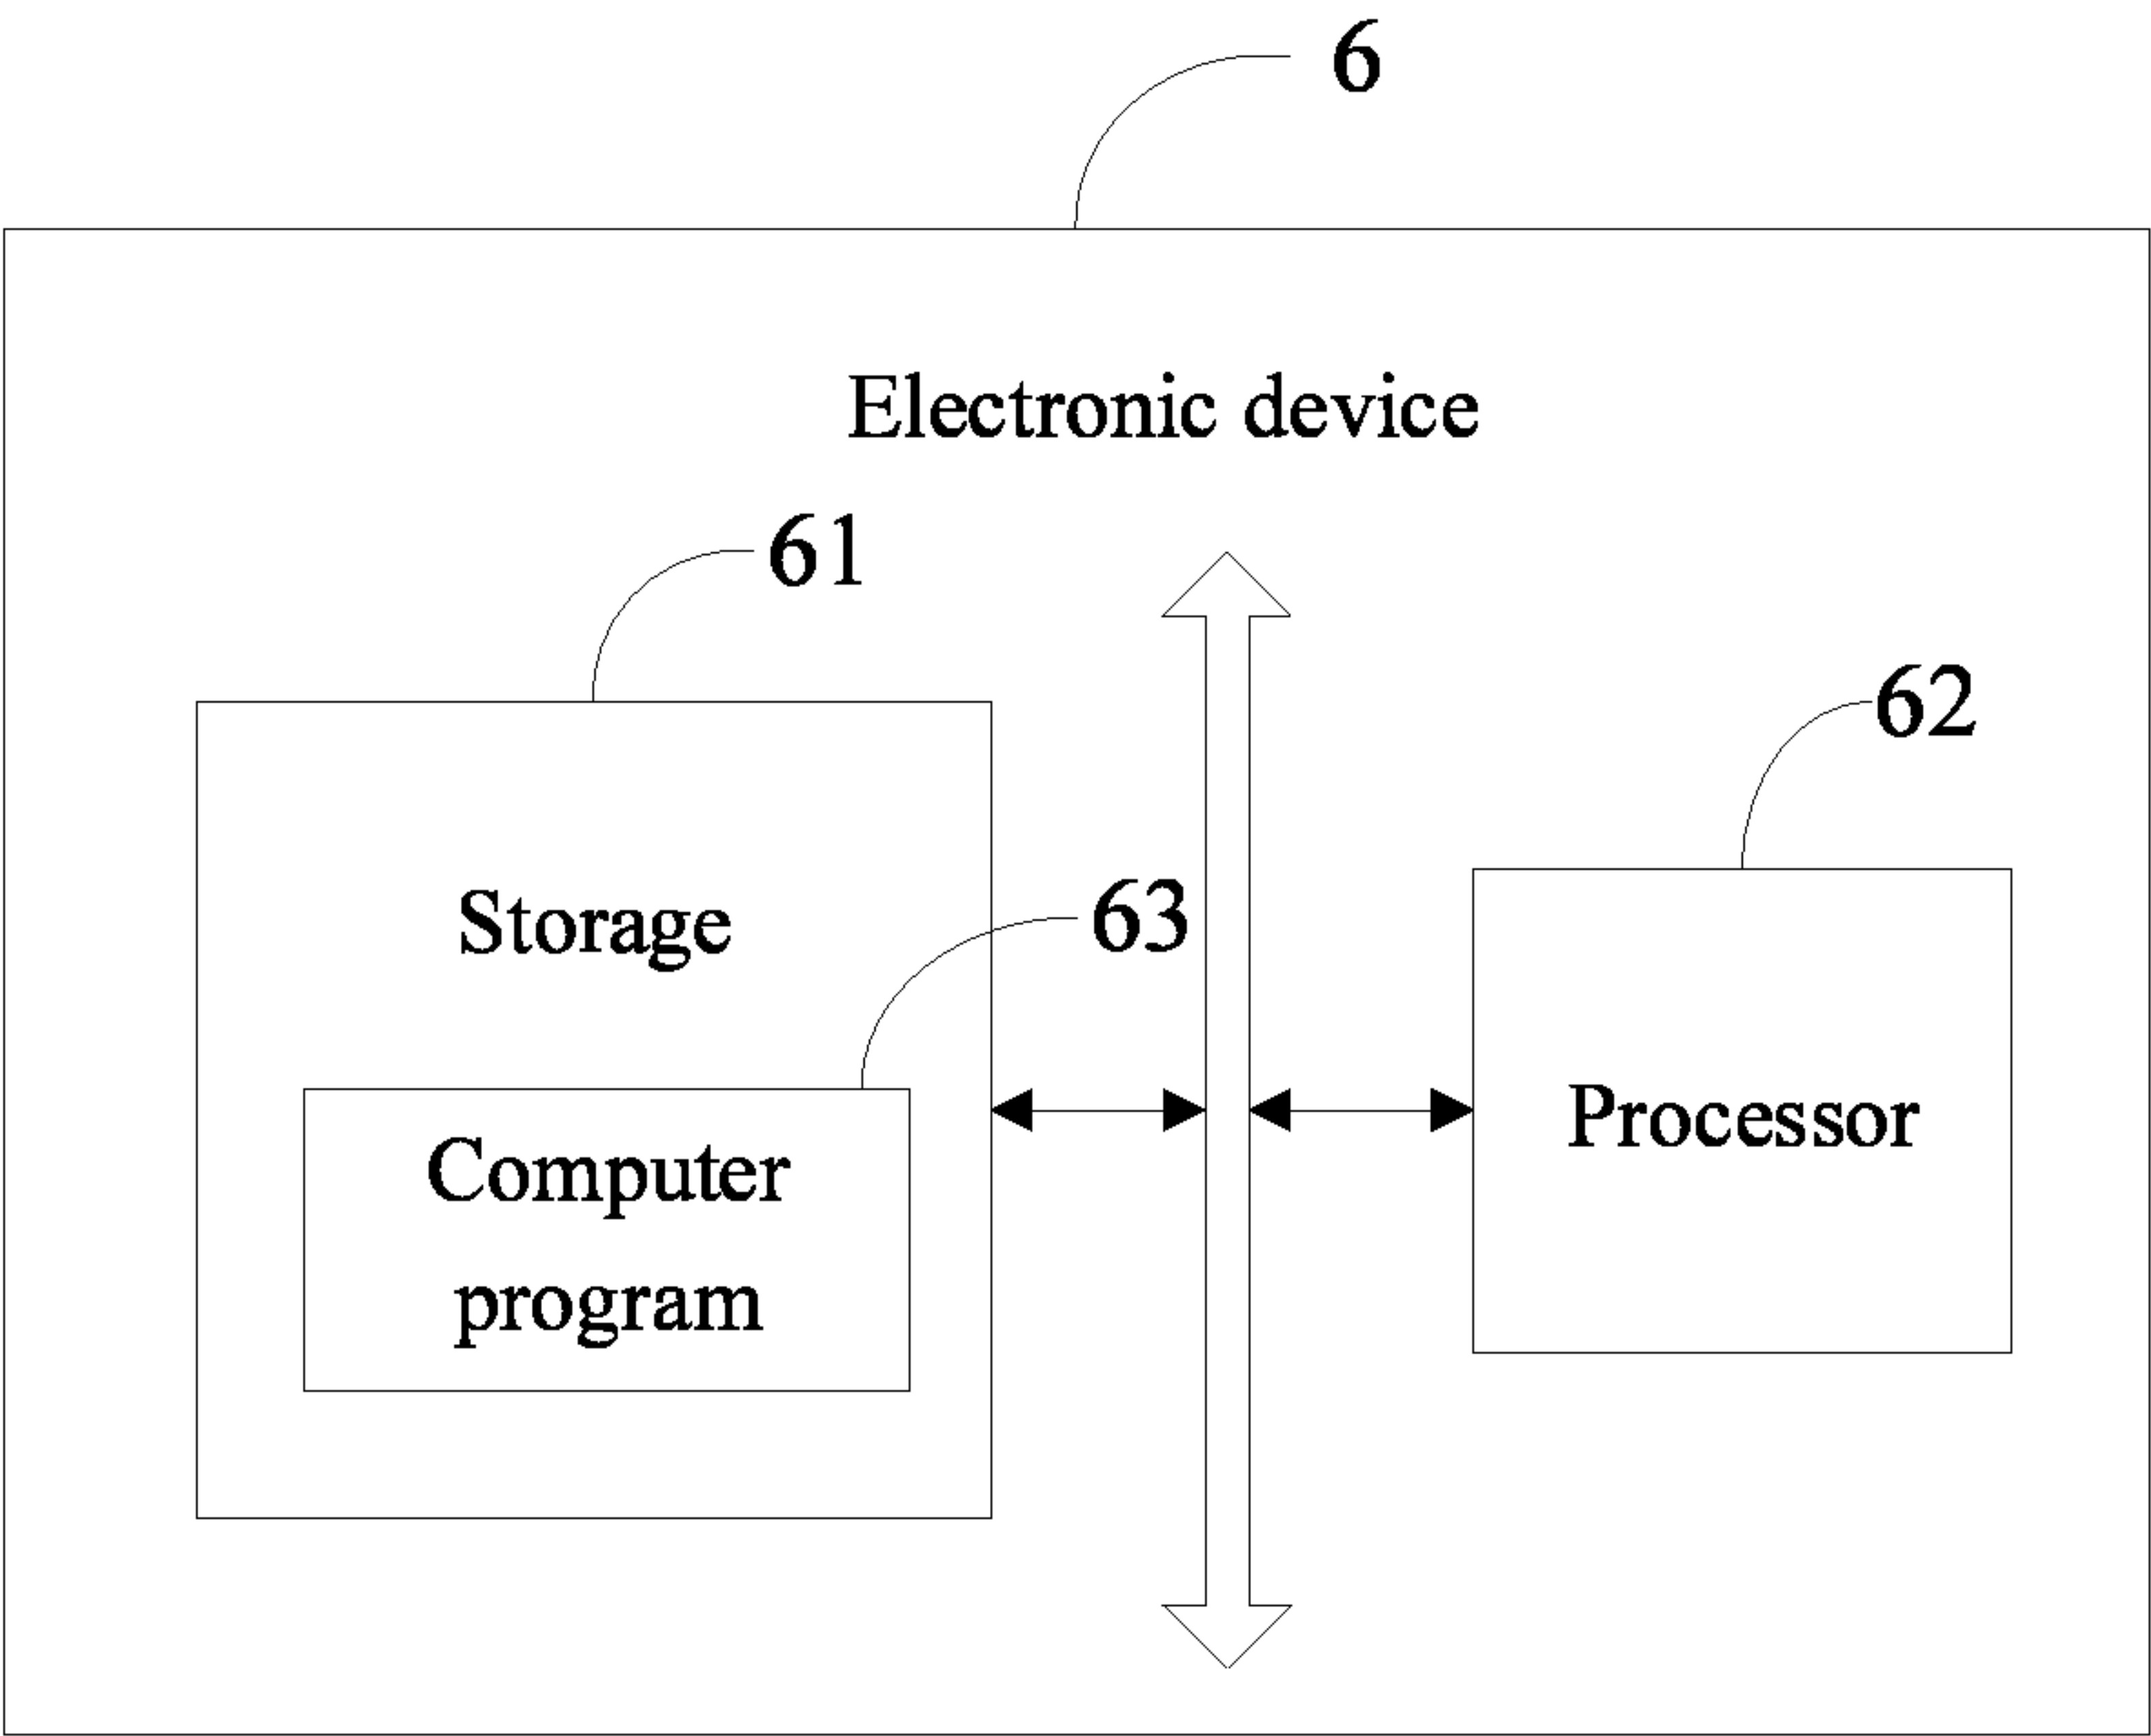 6
Electronic device
61
62
Storage
63
Processor
Computer
program